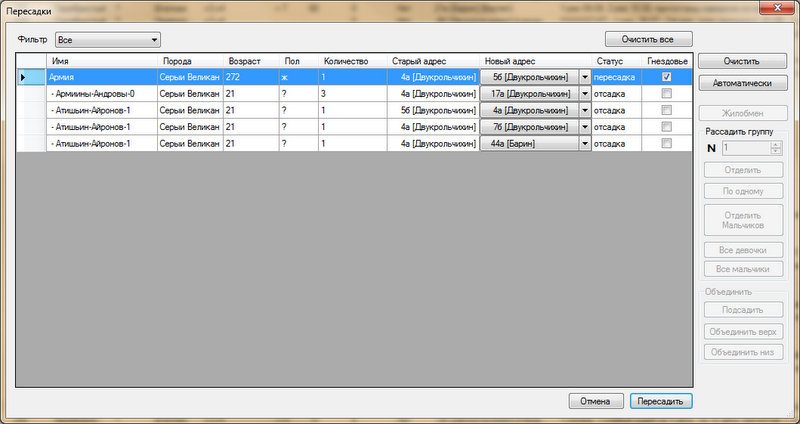 Пересадки
Фильтр Все Очистить все
Имя Порода Возраст Пол Количество Старый адрес Новый адрес Статус Гнездовье
Армия Серый Великан 272 ж 1 4а [Двукрольчихин] 5б [Двукрольчихин] пересадка
- Армиины-Андровы-0 Серый Великан 21 ? 3 4а [Двукрольчихин] 17а [Двукрольчихин] отсадка
- Атишьин-Айронов-1 Серый Великан 21 ? 1 5б [Двукрольчихин] 4а [Двукрольчихин] отсадка
- Атишьин-Айронов-1 Серый Великан 21 ? 1 4а [Двукрольчихин] 7б [Двукрольчихин] отсадка
- Атишьин-Айронов-1 Серый Великан 21 ? 1 4а [Двукрольчихин] 44а [Барин] отсадка
Очистить
Автоматически
Жилобмен
Рассадить группу
N 1
Отделить
По одному
Отделить
Мальчиков
Все девочки
Все мальчики
Объединить
Подсадить
Объединить верх
Объединить низ
Отмена Пересадить